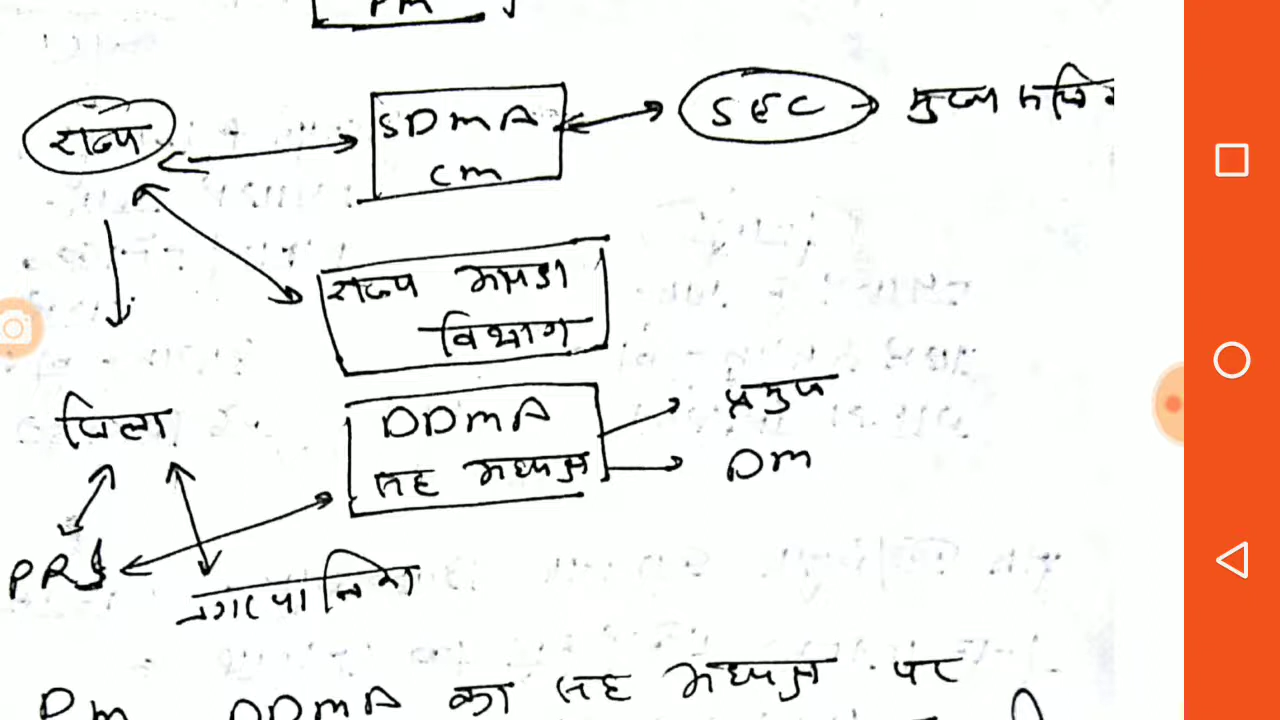 PM
राज्य
SDMA
CM
SEC → मुख्य सचिव
राज्य आपदा
विभाग
जिला
DDMA
सह अध्यक्ष
प्रमुख
DM
PRI
नगरपालिका
DM DDMA का सह अध्यक्ष पर